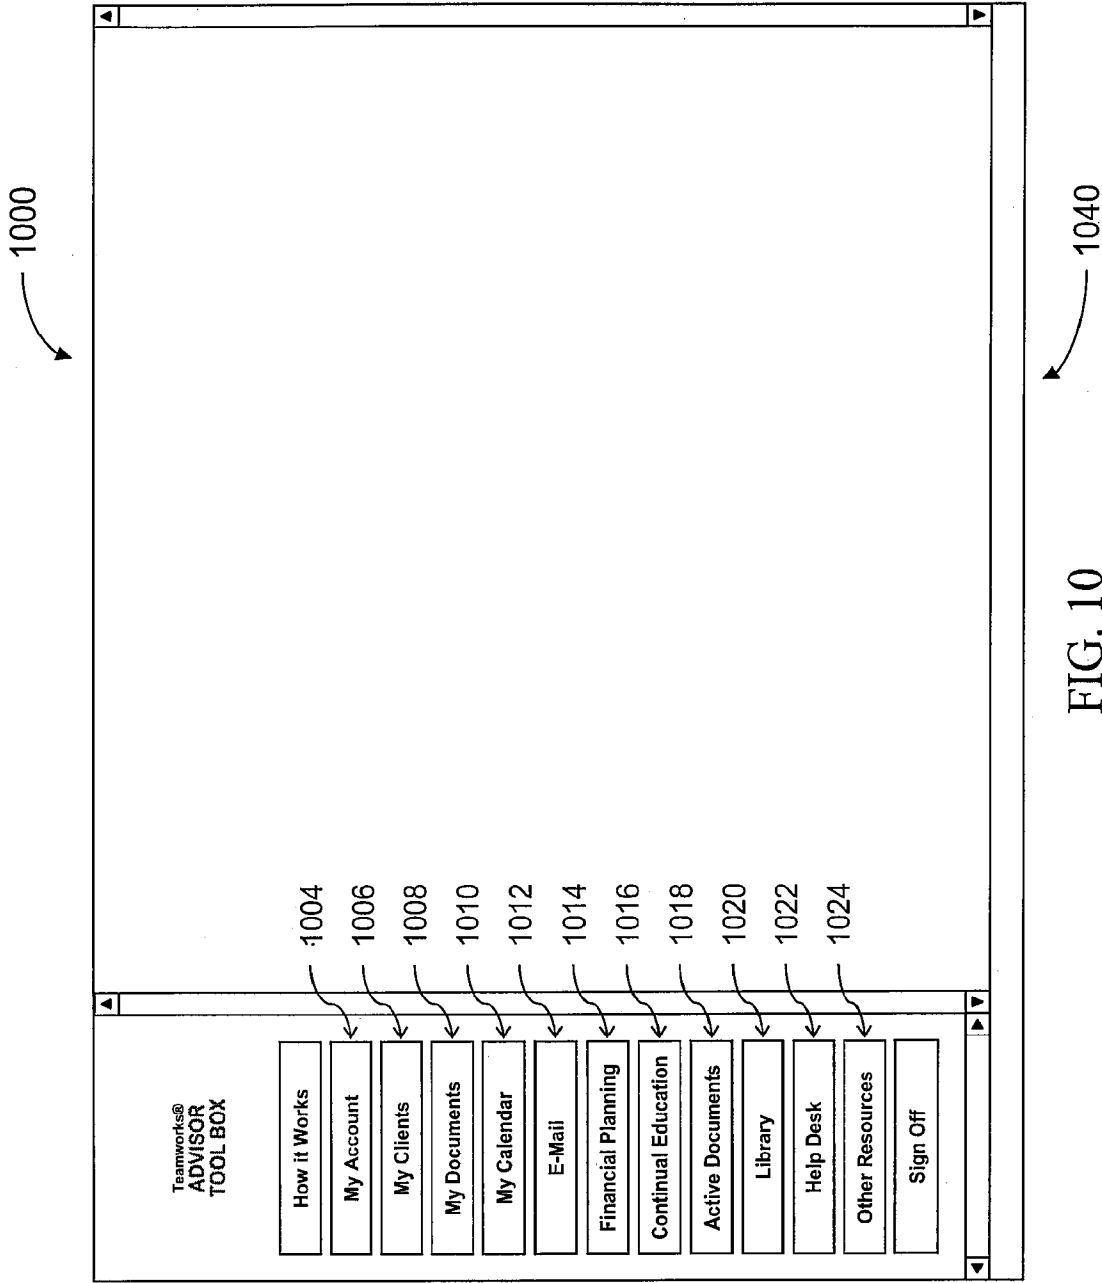 1000
Teamworks®
ADVISOR
TOOL BOX
How it Works
My Account
1004
My Clients
1006
My Documents
1008
My Calendar
1010
E-Mail
1012
Financial Planning
1014
Continual Education
1016
Active Documents
1018
Library
1020
Help Desk
1022
Other Resources
1024
Sign Off
1040
FIG. 10